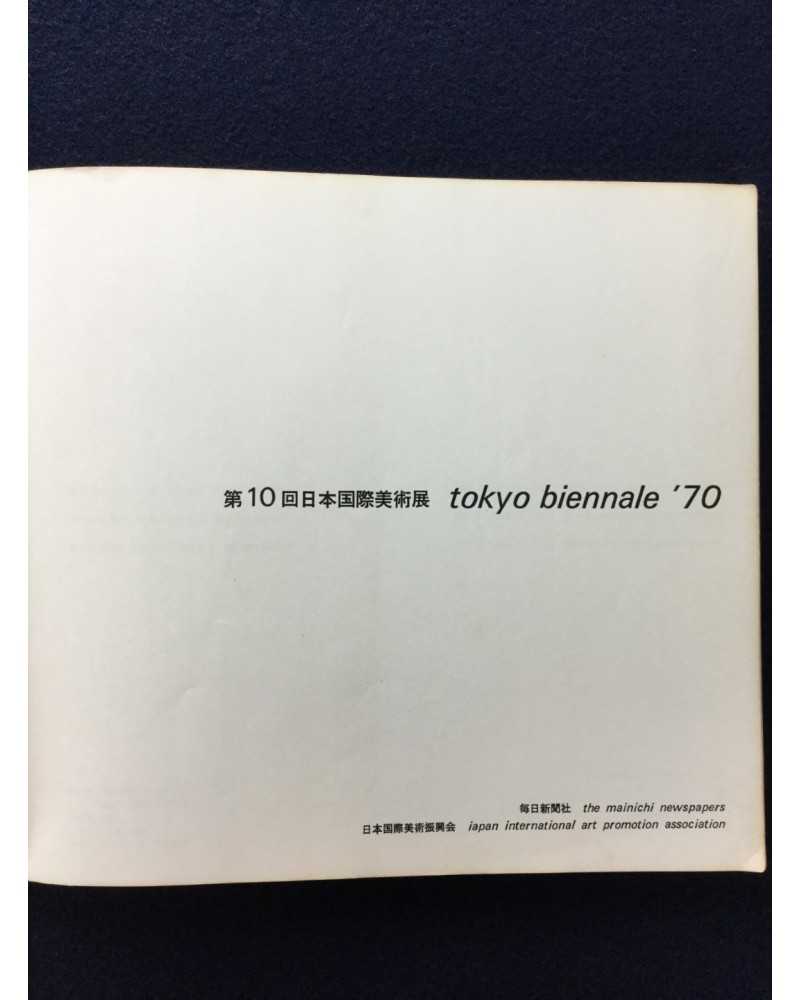 第10回日本国際美術展 tokyo biennale ’70
毎日新聞社 the mainichi newspapers
日本国際美術振興会 iapan international art promotion association